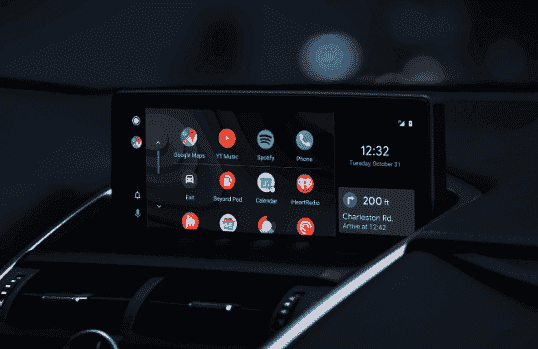 Google Maps
YT Music
Spotify
Phone
12:32
Tuesday, October 31
Exit
Beyond Pod
Calendar
iHeartRadio
200 ft
Charleston Rd.
Arrive at 12:42